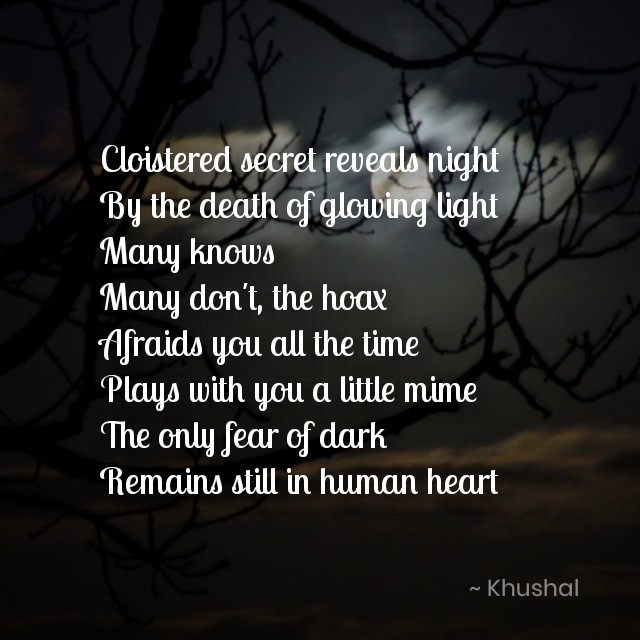 Cloistered secret reveals night
By the death of glowing light
Many knows
Many don't, the hoax
Afraids you all the time
Plays with you a little mime
The only fear of dark
Remains still in human heart
~ Khushal